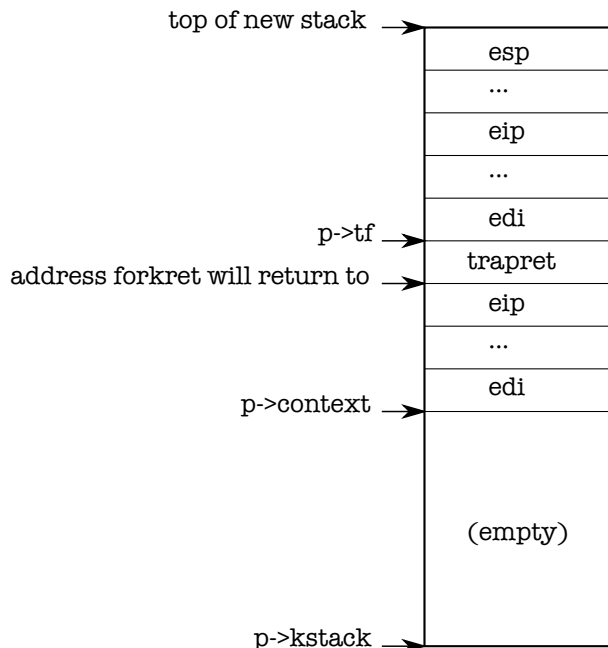 top of new stack
esp
...
eip
...
edi
p->tf
trapret
address forkret will return to
eip
...
edi
p->context
(empty)
p->kstack